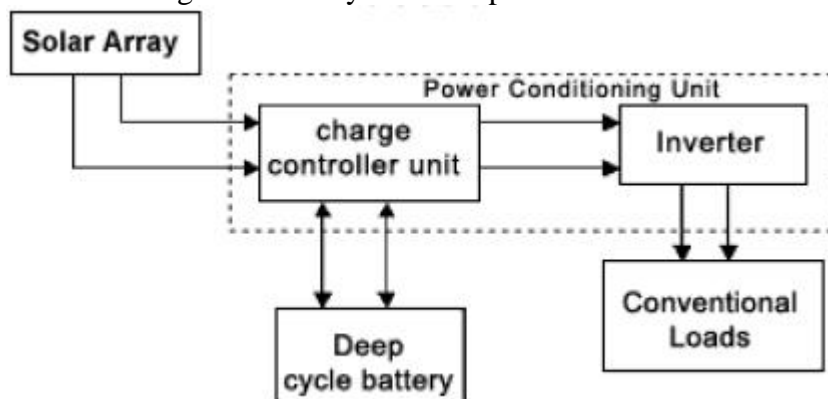 Solar Array
Power Conditioning Unit
charge
controller unit
Inverter
Conventional
Loads
Deep
cycle battery